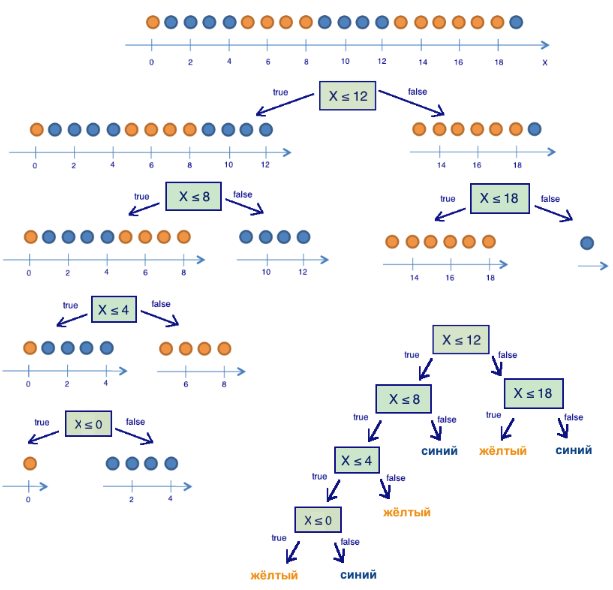 0 2 4 6 8 10 12 14 16 18 X
true X ≤ 12 false
0 2 4 6 8 10 12
14 16 18
true X ≤ 8 false
true X ≤ 18 false
0 2 4 6 8
10 12
14 16 18
true X ≤ 4 false
0 2 4
6 8
true X ≤ 0 false
0
2 4
X ≤ 12
true false
X ≤ 8
X ≤ 18
true false
true false
синий
жёлтый
синий
X ≤ 4
true false
жёлтый
X ≤ 0
true false
жёлтый
синий